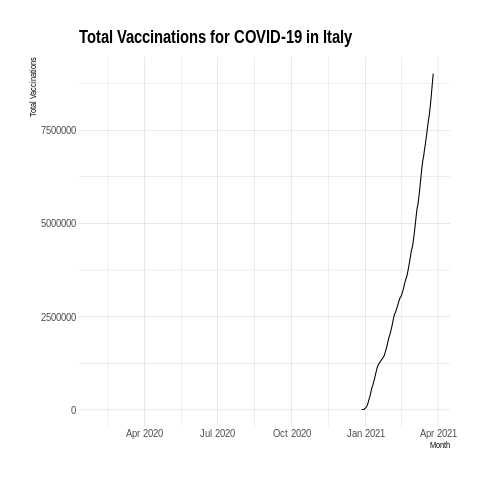 Total Vaccinations for COVID-19 in Italy
Total Vaccinations
7500000
5000000
2500000
0
Apr 2020 Jul 2020 Oct 2020 Jan 2021 Apr 2021
Month